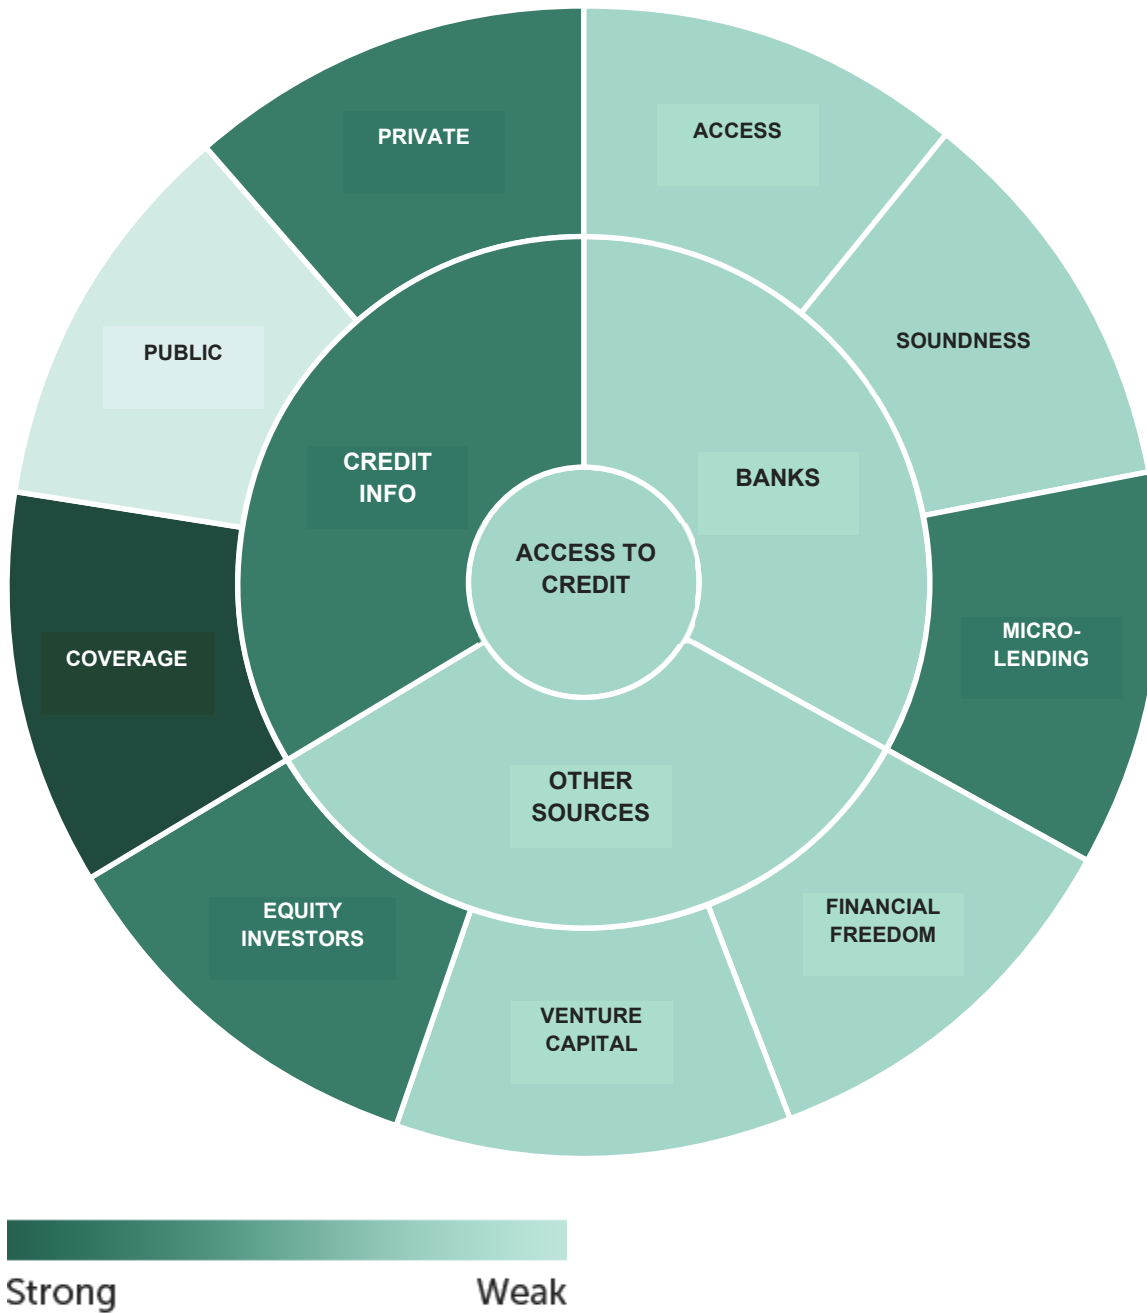 PRIVATE
ACCESS
PUBLIC
SOUNDNESS
CREDIT
INFO
BANKS
ACCESS TO
CREDIT
COVERAGE
MICRO-
LENDING
OTHER
SOURCES
EQUITY
INVESTORS
FINANCIAL
FREEDOM
VENTURE
CAPITAL
Strong
Weak